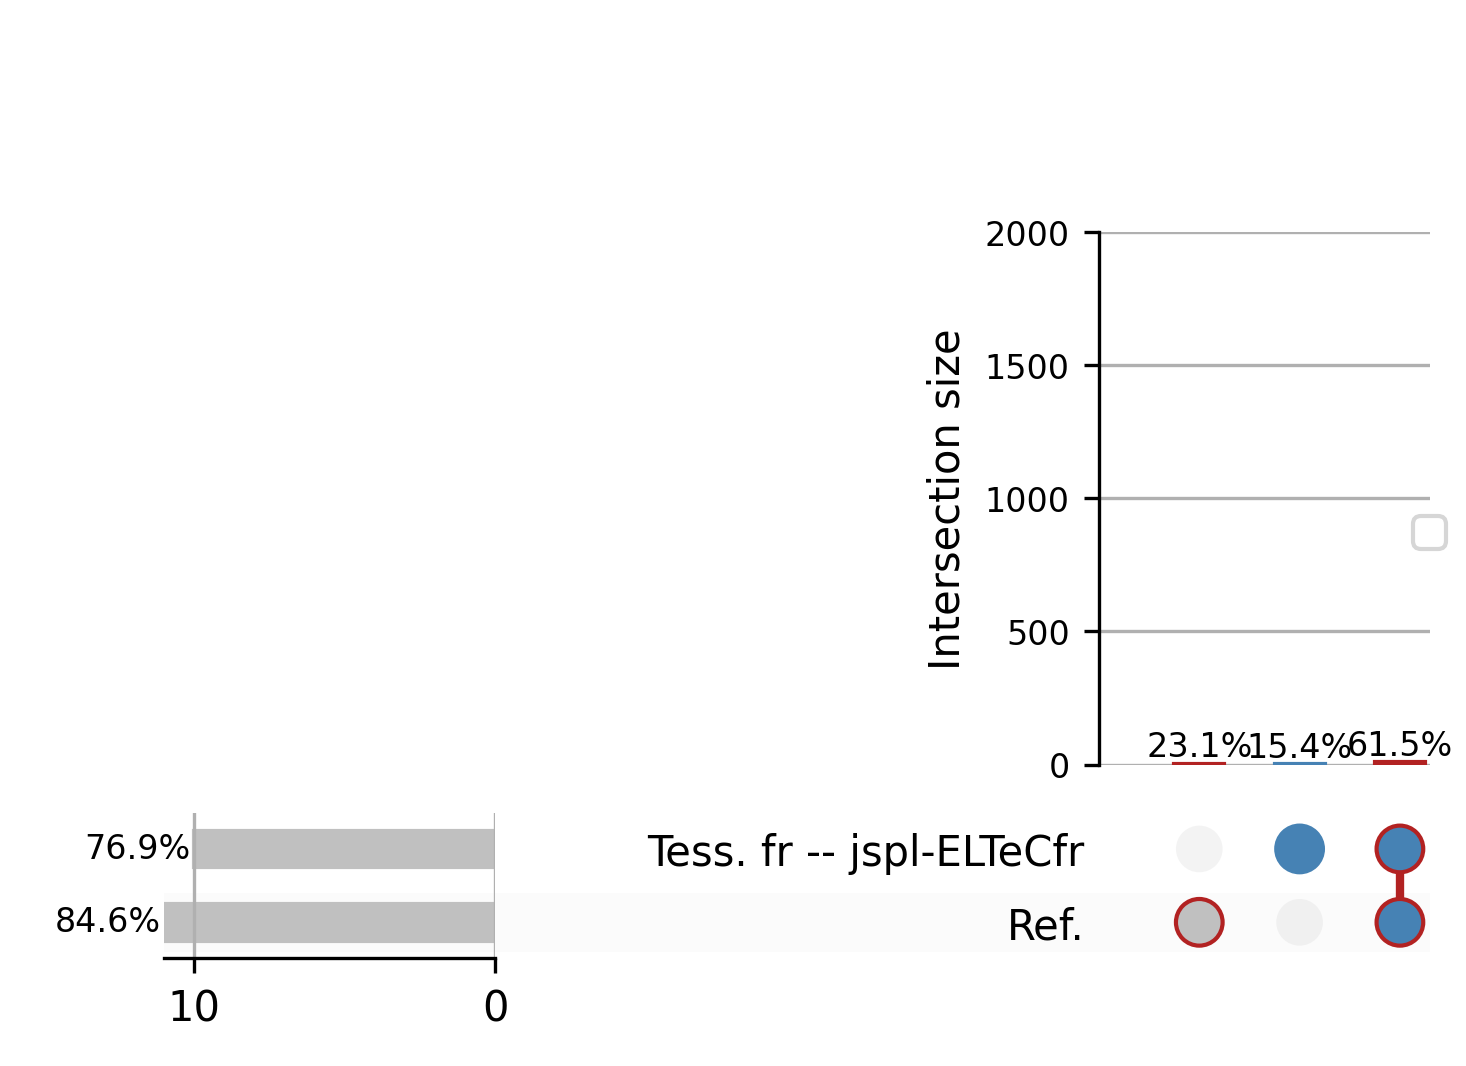 2000
1500
1000
500
0
Intersection size
23.1% 15.4% 61.5%
76.9%
84.6%
Tess. fr -- jspl-ELTeCfr
Ref.
10 0